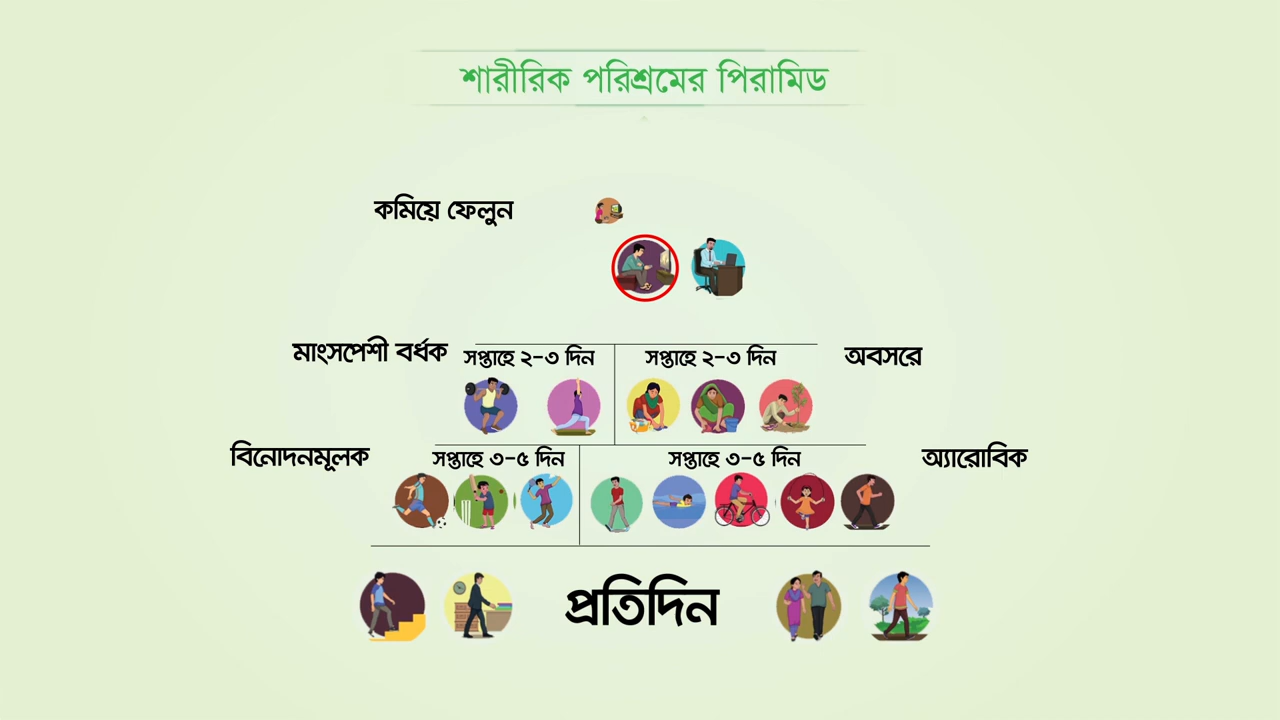 শারীরিক পরিশ্রমের পিরামিড
কমিয়ে ফেলুন
মাংসপেশী বর্ধক
সপ্তাহে ২-৩ দিন
সপ্তাহে ২-৩ দিন
অবসরে
বিনোদনমূলক
সপ্তাহে ৩-৫ দিন
সপ্তাহে ৩-৫ দিন
অ্যারোবিক
প্রতিদিন